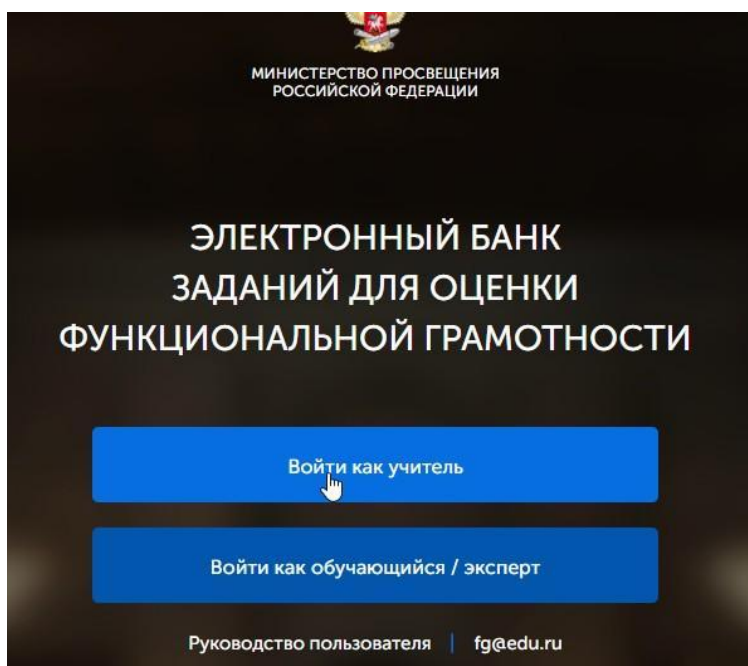 МИНИСТЕРСТВО ПРОСВЕЩЕНИЯ
РОССИЙСКОЙ ФЕДЕРАЦИИ
ЭЛЕКТРОННЫЙ БАНК
ЗАДАНИЙ ДЛЯ ОЦЕНКИ
ФУНКЦИОНАЛЬНОЙ ГРАМОТНОСТИ
Войти как учитель
Войти как обучающийся / эксперт
Руководство пользователя | fg@edu.ru